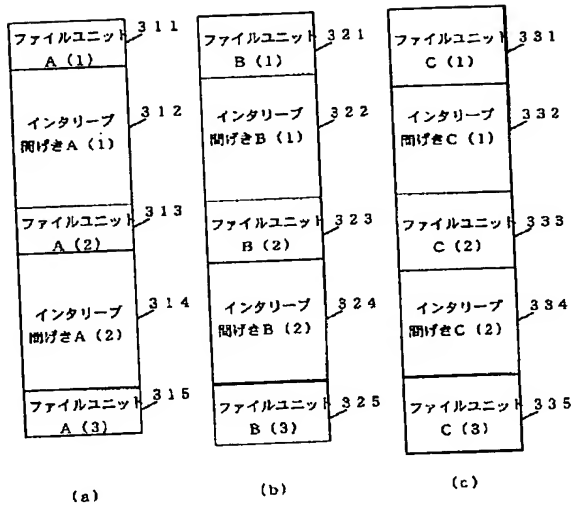 ファイルユニット
A (1)
311
インタリーブ
間げきA (1)
312
ファイルユニット
A (2)
313
インタリーブ
間げきA (2)
314
ファイルユニット
A (3)
315
(a)
ファイルユニット
B (1)
321
インタリーブ
間げきB (1)
322
ファイルユニット
B (2)
323
インタリーブ
間げきB (2)
324
ファイルユニット
B (3)
325
(b)
ファイルユニット
C (1)
331
インタリーブ
間げきC (1)
332
ファイルユニット
C (2)
333
インタリーブ
間げきC (2)
334
ファイルユニット
C (3)
335
(c)